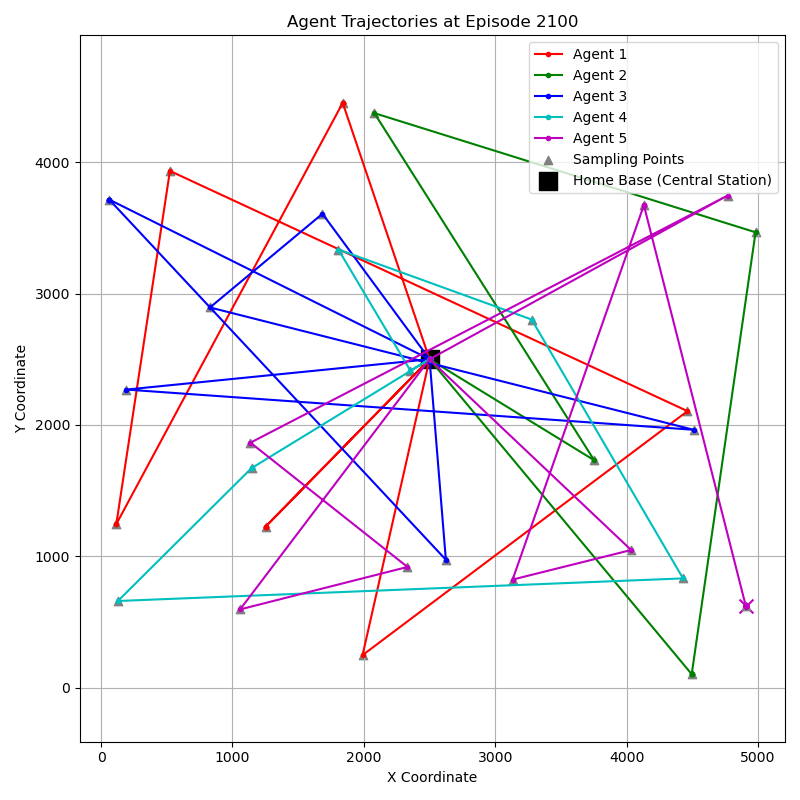 Agent Trajectories at Episode 2100
Agent 1
Agent 2
Agent 3
Agent 4
Agent 5
Sampling Points
Home Base (Central Station)
Y Coordinate
4000
3000
2000
1000
0
0 1000 2000 3000 4000 5000
X Coordinate